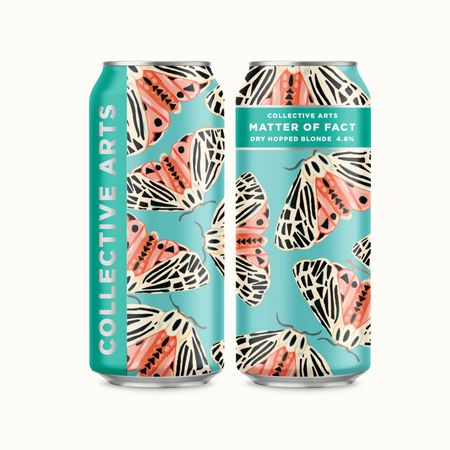 COLLECTIVE ARTS
COLLECTIVE ARTS
MATTER OF FACT
DRY HOPPED BLONDE 4.8%